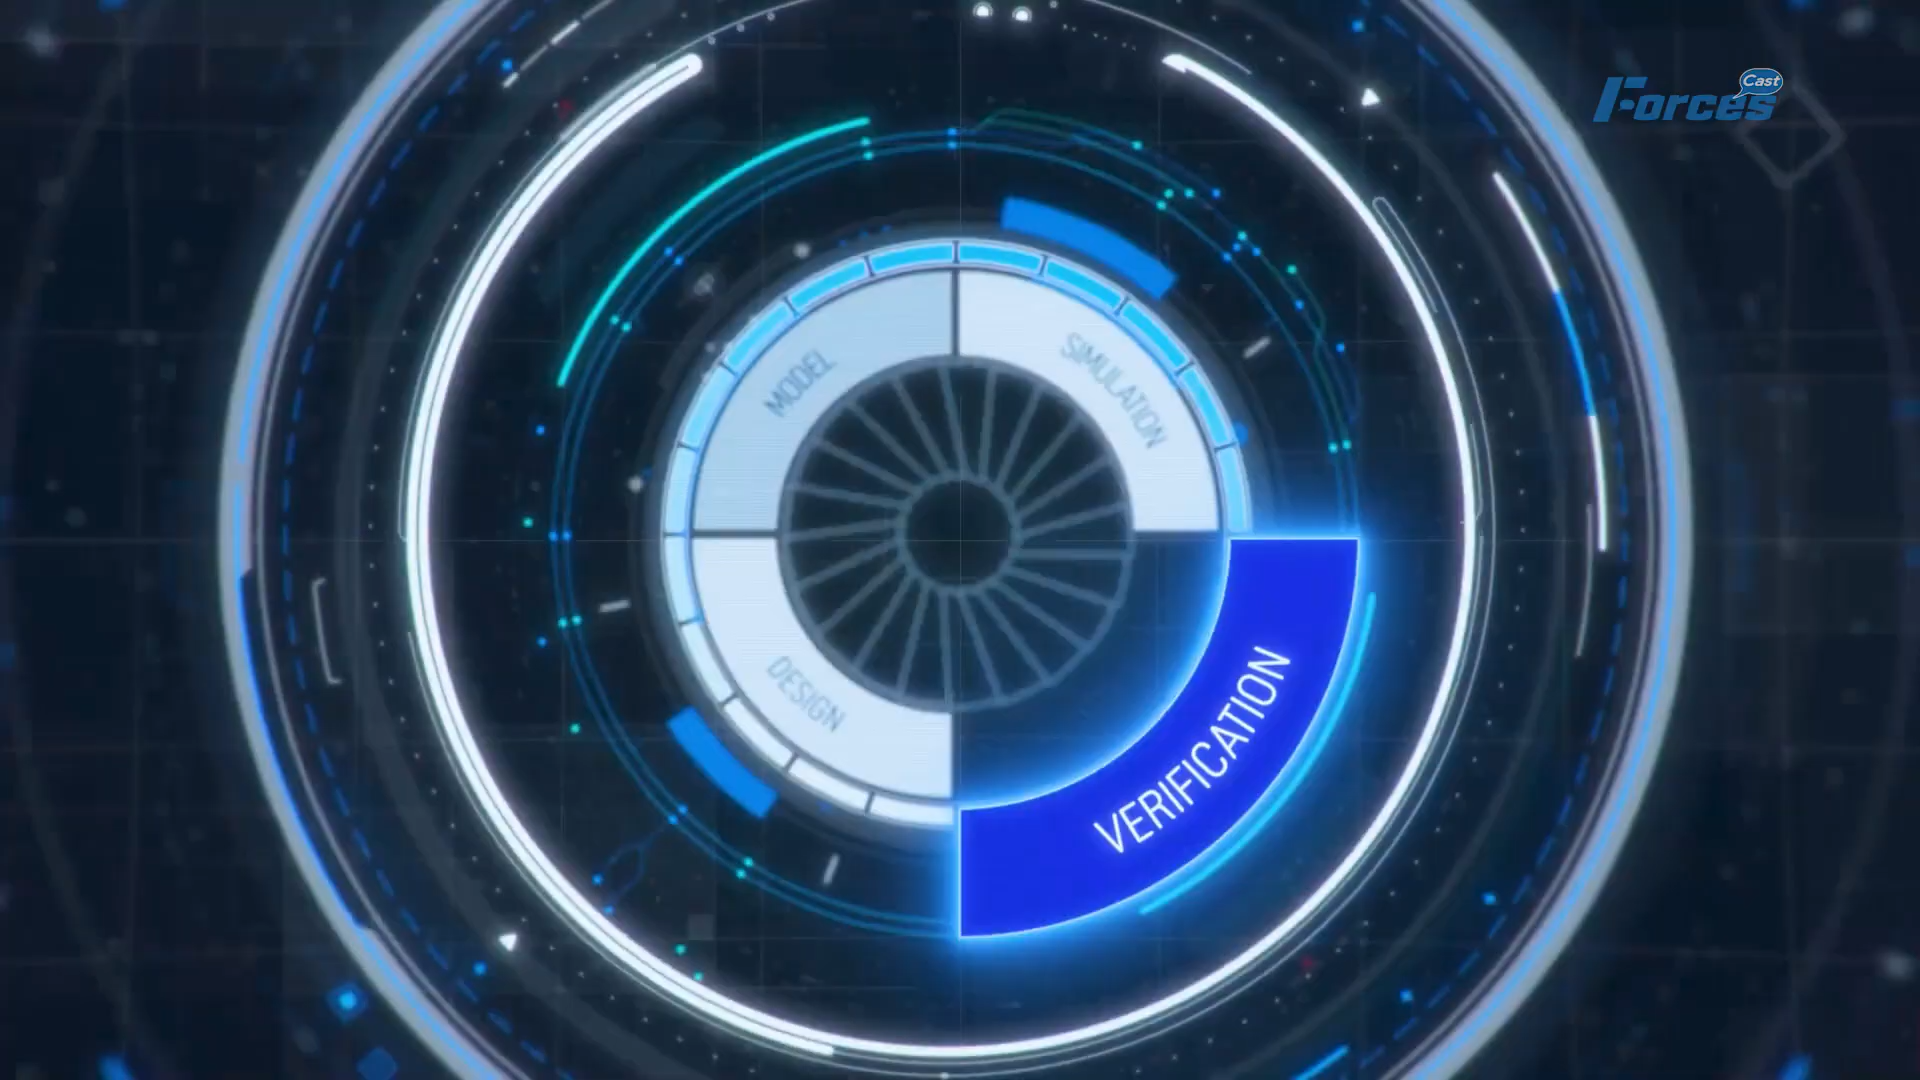 Forces
Cast
MODEL
SIMULATION
DESIGN
VERIFICATION